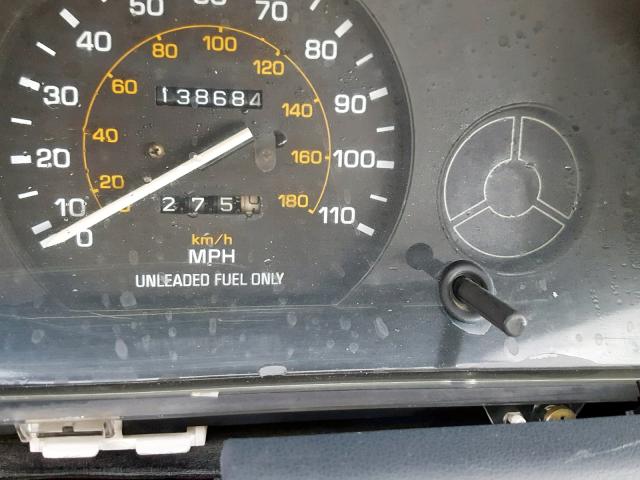 50 60 70
40 80 100 120 80
30 60 138684 140 90
20 40 160 100
10 20 275 180 110
0
km/h
MPH
UNLEADED FUEL ONLY